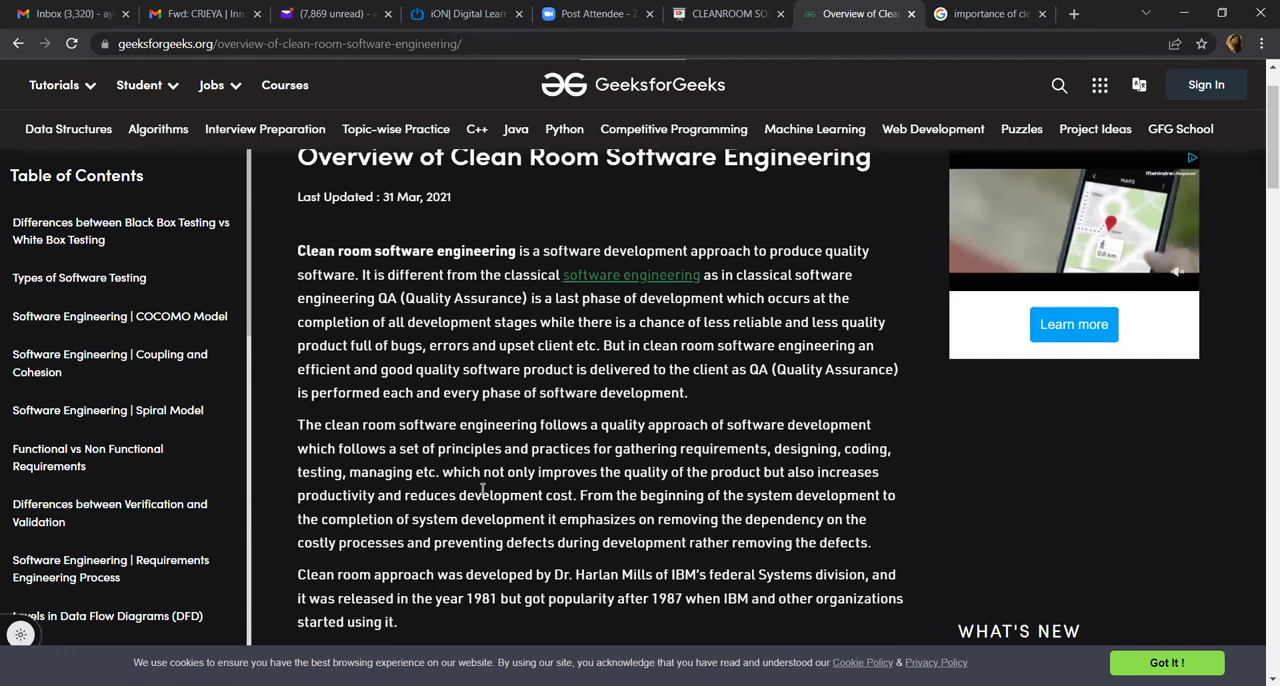 Inbox (3,320) - ay
Fwd: CRIEYA | Inn
(7,869 unread) - e
iON| Digital Lear
Post Attendee - Z
CLEANROOM SO
Overview of Clea
importance of cle
geeksforgeeks.org/overview-of-clean-room-software-engineering/
Tutorials Student Jobs Courses
GeeksforGeeks
Sign In
Data Structures Algorithms Interview Preparation Topic-wise Practice C++ Java Python Competitive Programming Machine Learning Web Development Puzzles Project Ideas GFG School
Table of Contents
Differences between Black Box Testing vs
White Box Testing
Types of Software Testing
Software Engineering | COCOMO Model
Software Engineering | Coupling and
Cohesion
Software Engineering | Spiral Model
Functional vs Non Functional
Requirements
Differences between Verification and
Validation
Software Engineering | Requirements
Engineering Process
Levels in Data Flow Diagrams (DFD)
Overview of Clean Room Software Engineering
Last Updated : 31 Mar, 2021
Clean room software engineering is a software development approach to produce quality
software. It is different from the classical software engineering as in classical software
engineering QA (Quality Assurance) is a last phase of development which occurs at the
completion of all development stages while there is a chance of less reliable and less quality
product full of bugs, errors and upset client etc. But in clean room software engineering an
efficient and good quality software product is delivered to the client as QA (Quality Assurance)
is performed each and every phase of software development.
The clean room software engineering follows a quality approach of software development
which follows a set of principles and practices for gathering requirements, designing, coding,
testing, managing etc. which not only improves the quality of the product but also increases
productivity and reduces development cost. From the beginning of the system development to
the completion of system development it emphasizes on removing the dependency on the
costly processes and preventing defects during development rather removing the defects.
Clean room approach was developed by Dr. Harlan Mills of IBM's federal Systems division, and
it was released in the year 1981 but got popularity after 1987 when IBM and other organizations
started using it.
MAPS
0.8 km
Learn more
WHAT'S NEW
We use cookies to ensure you have the best browsing experience on our website. By using our site, you acknowledge that you have read and understood our Cookie Policy & Privacy Policy
Got It !